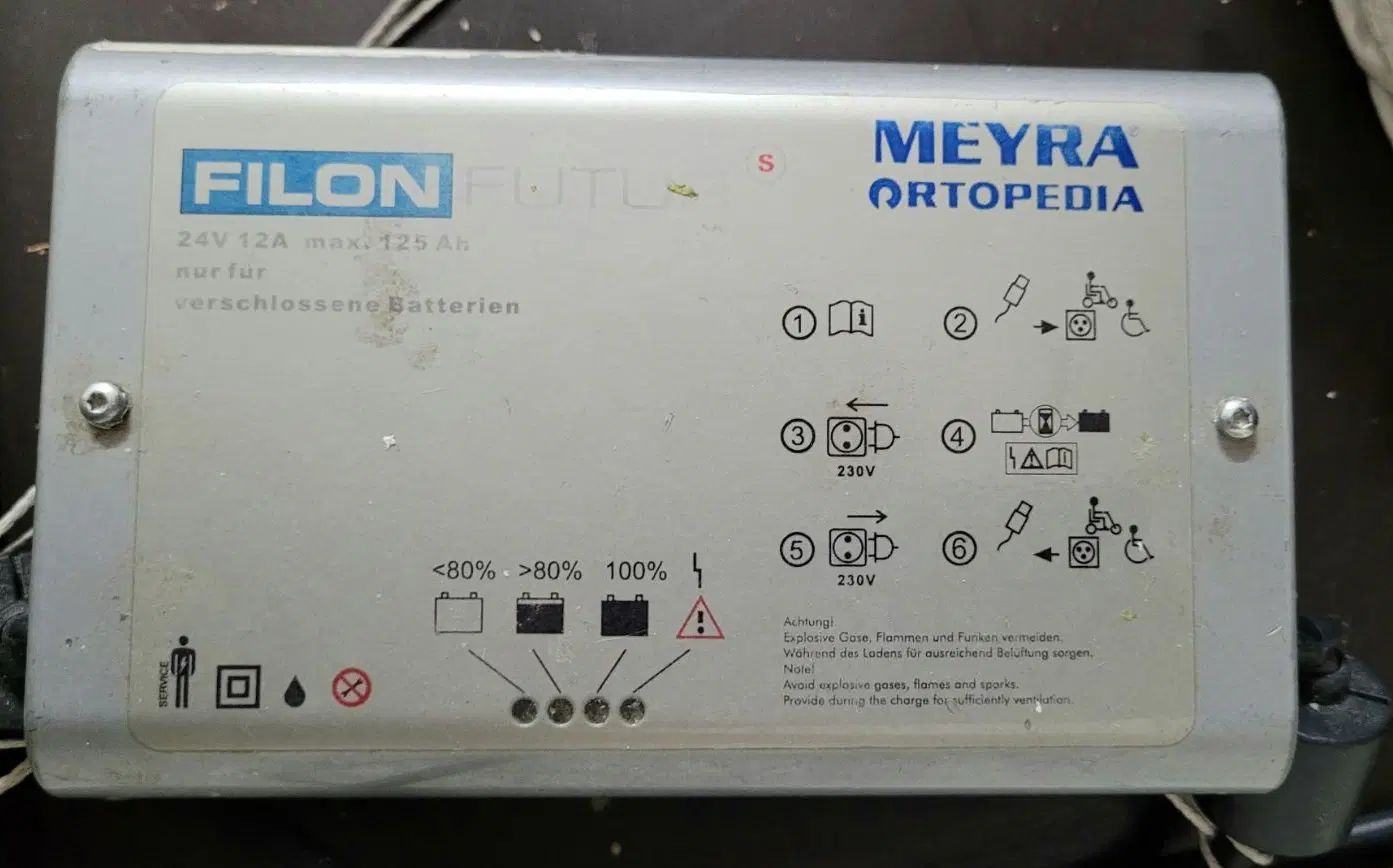 FILON FUTU
S
MEYRA
ORTOPEDIA
24V 12A max. 125 Ah
nur für
verschlossene Batterien
1
2
3
230V
4
5
230V
6
<80% >80% 100%
SERVICE
Achtung!
Explosive Gase, Flammen und Funken vermeiden.
Während des Ladens für ausreichend Belüftung sorgen.
Note!
Avoid explosive gases, flames and sparks.
Provide during the charge for sufficiently ventilation.